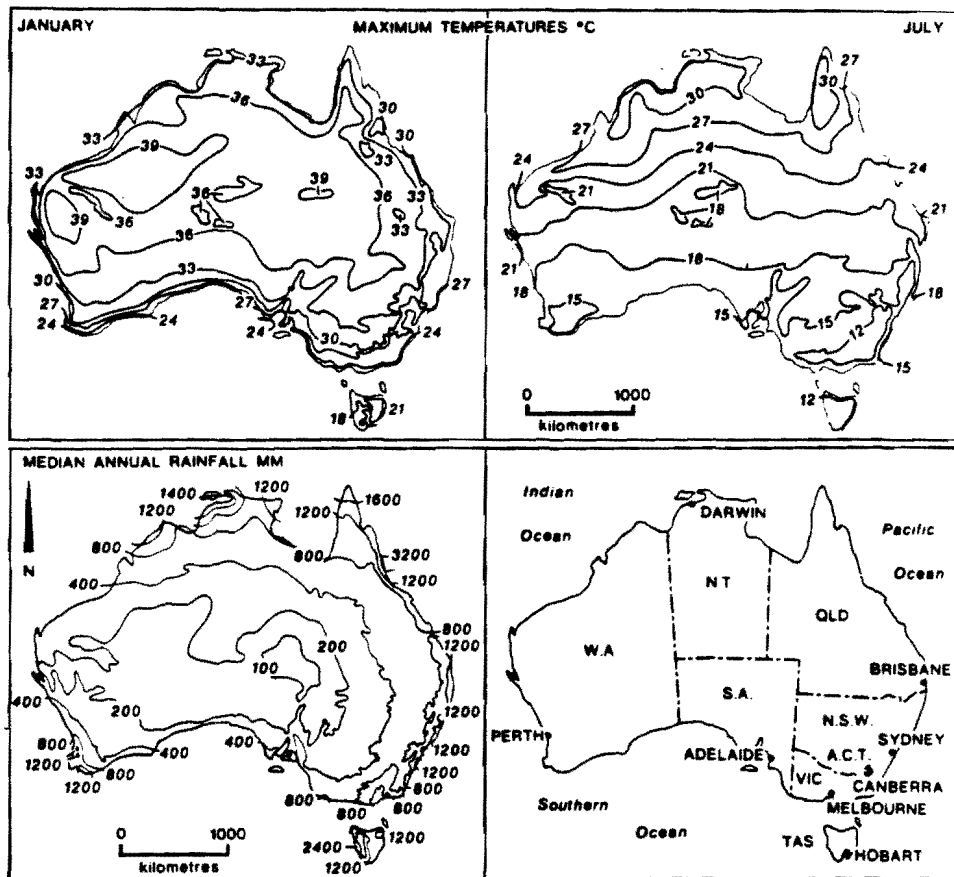 JANUARY
MAXIMUM TEMPERATURES °C
JULY
33
36
30
30
33
33
39
33
36
39
36
39
36
33
33
36
30
33
27
27
24
24
27
24
24
30
18
21
27
30
30
27
27
24
24
24
21
21
18
21
21
18
18
18
15
15
15
12
15
12
0 1000
kilometres
MEDIAN ANNUAL RAINFALL MM
N
1400
1200
1200
1600
1200
800
800
3200
1200
400
200
100
800
1200
400
200
800
1200
400
800
1200
400
1200
1200
800
800
1200
2400
1200
1200
0 1000
kilometres
Indian
Ocean
DARWIN
Pacific
Ocean
N T
QLD
W.A
BRISBANE
S.A.
N.S.W.
PERTH
ADELAIDE
A.C.T.
SYDNEY
VIC
CANBERRA
MELBOURNE
Southern
Ocean
TAS
HOBART